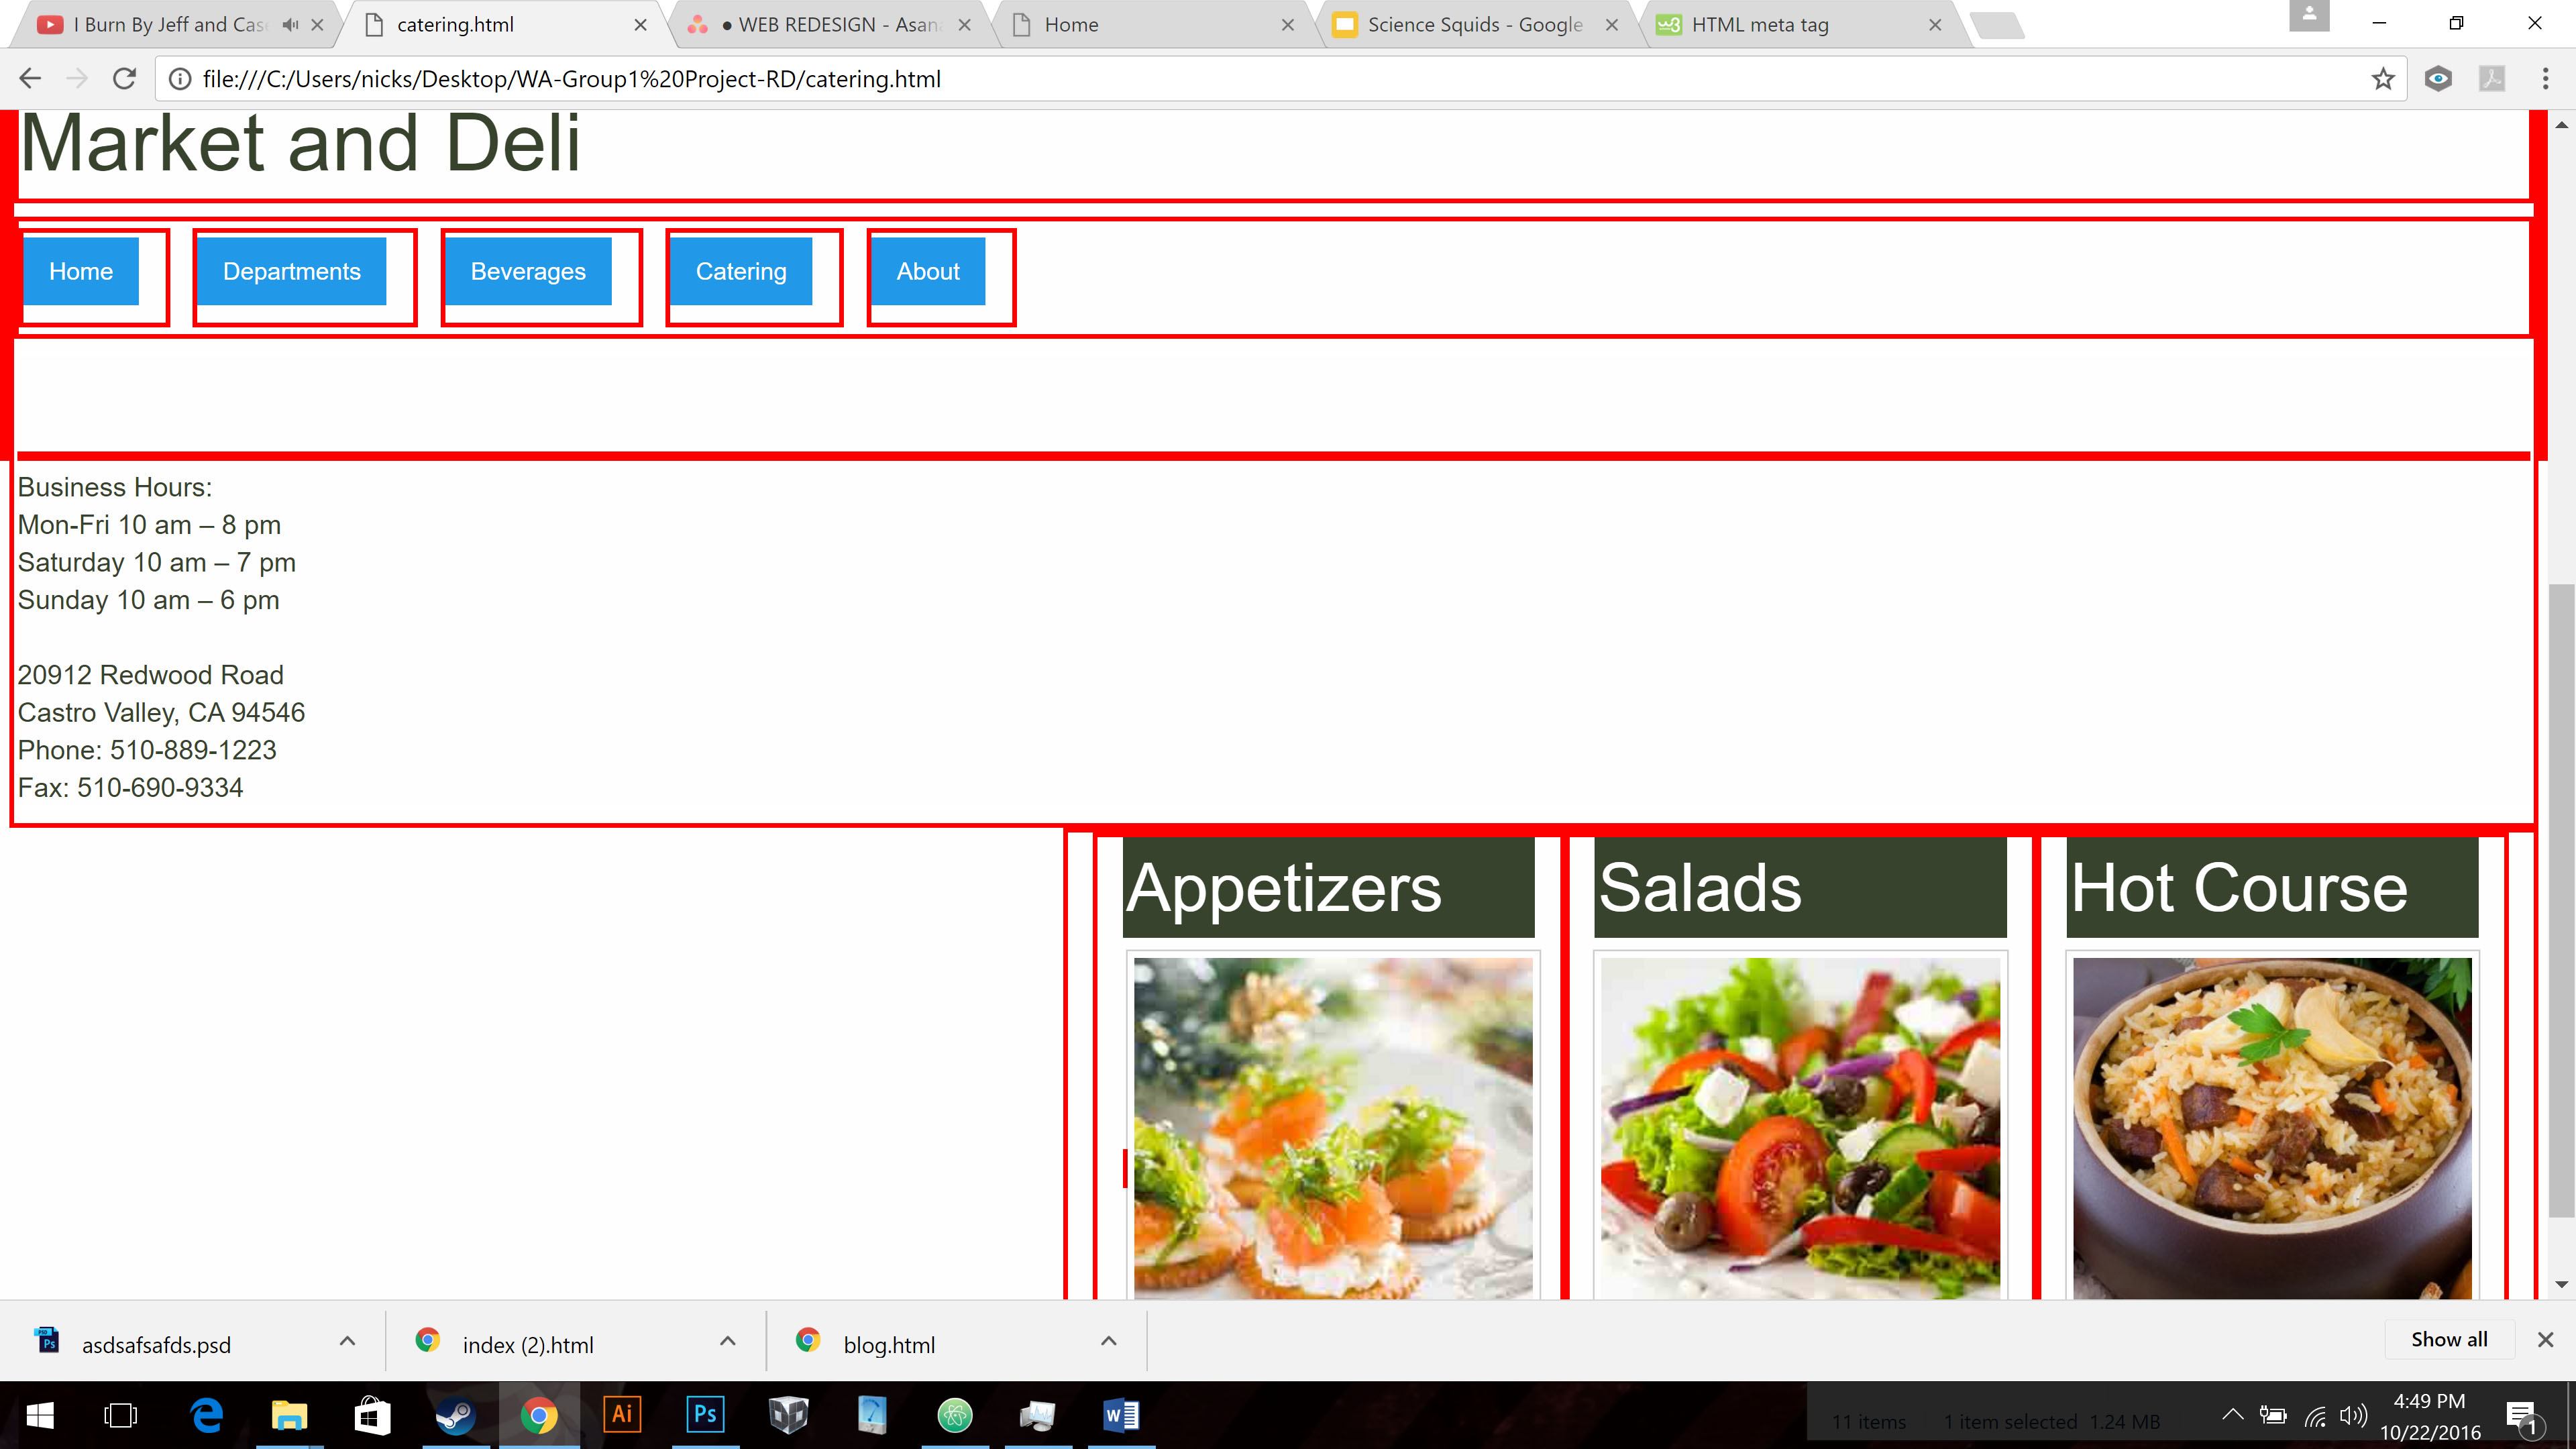 I Burn By Jeff and Cas
catering.html
● WEB REDESIGN - Asan
Home
Science Squids - Google
w3 HTML meta tag
file:///C:/Users/nicks/Desktop/WA-Group1%20Project-RD/catering.html
Market and Deli
Home Departments Beverages Catering About
Business Hours:
Mon-Fri 10 am – 8 pm
Saturday 10 am – 7 pm
Sunday 10 am – 6 pm
20912 Redwood Road
Castro Valley, CA 94546
Phone: 510-889-1223
Fax: 510-690-9334
Appetizers Salads Hot Course
asdsafsafds.psd
index (2).html
blog.html
Show all
Ai
Ps
11 items 1 item selected 1.24 MB
4:49 PM
10/22/2016
1